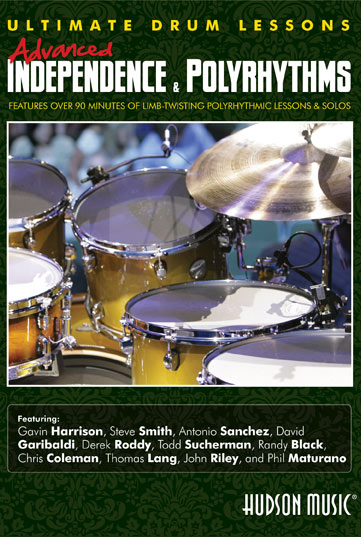 ULTIMATE DRUM LESSONS
Advanced
INDEPENDENCE & POLYRHYTHMS
FEATURES OVER 90 MINUTES OF LIMB-TWISTING POLYRHYTHMIC LESSONS & SOLOS
Featuring:
Gavin Harrison, Steve Smith, Antonio Sanchez, David
Garibaldi, Derek Roddy, Todd Sucherman, Randy Black,
Chris Coleman, Thomas Lang, John Riley, and Phil Maturano
HUDSON MUSIC®